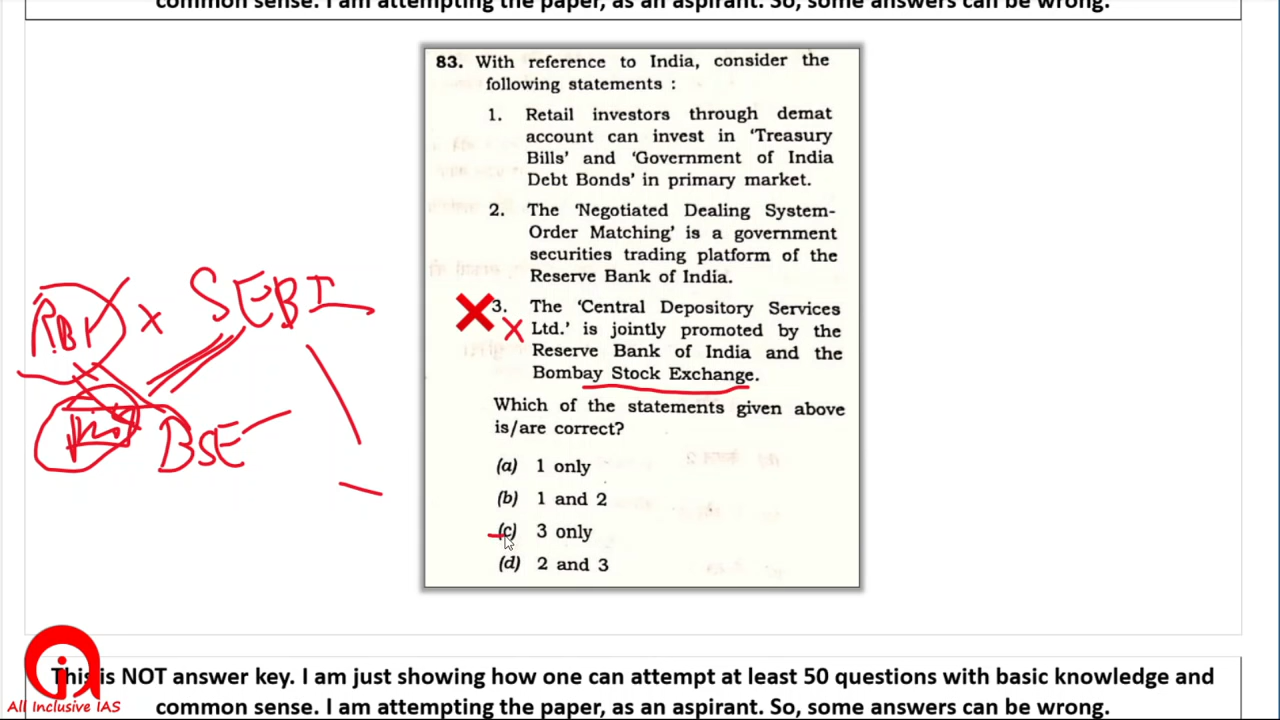 common sense. I am attempting the paper, as an aspirant. So, some answers can be wrong.
83. With reference to India, consider the
following statements :
1. Retail investors through demat
account can invest in ‘Treasury
Bills’ and ‘Government of India
Debt Bonds’ in primary market.
2. The ‘Negotiated Dealing System-
Order Matching’ is a government
securities trading platform of the
Reserve Bank of India.
3. The ‘Central Depository Services
Ltd.’ is jointly promoted by the
Reserve Bank of India and the
Bombay Stock Exchange.
Which of the statements given above
is/are correct?
(a) 1 only
(b) 1 and 2
(c) 3 only
(d) 2 and 3
RBI x SEBI
BSE
This is NOT answer key. I am just showing how one can attempt at least 50 questions with basic knowledge and
common sense. I am attempting the paper, as an aspirant. So, some answers can be wrong.
All Inclusive IAS